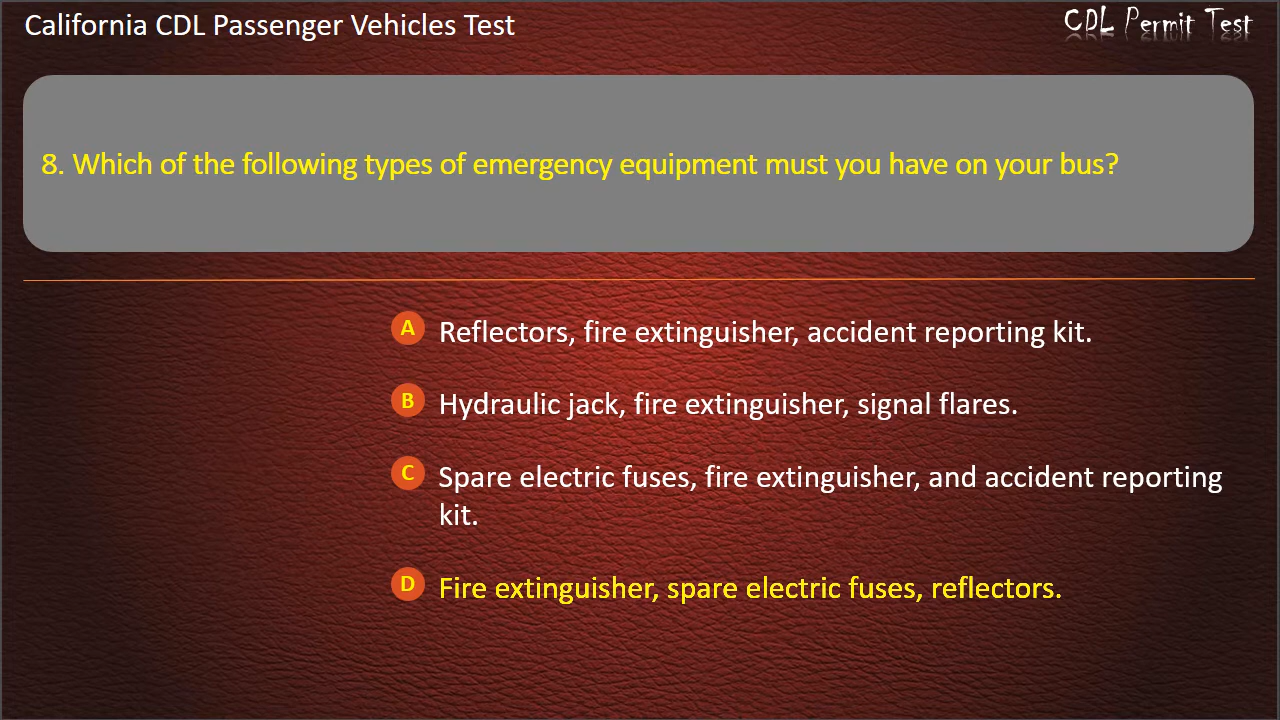 California CDL Passenger Vehicles Test
CDL Permit Test
8. Which of the following types of emergency equipment must you have on your bus?
A Reflectors, fire extinguisher, accident reporting kit.
B Hydraulic jack, fire extinguisher, signal flares.
C Spare electric fuses, fire extinguisher, and accident reporting
kit.
D Fire extinguisher, spare electric fuses, reflectors.